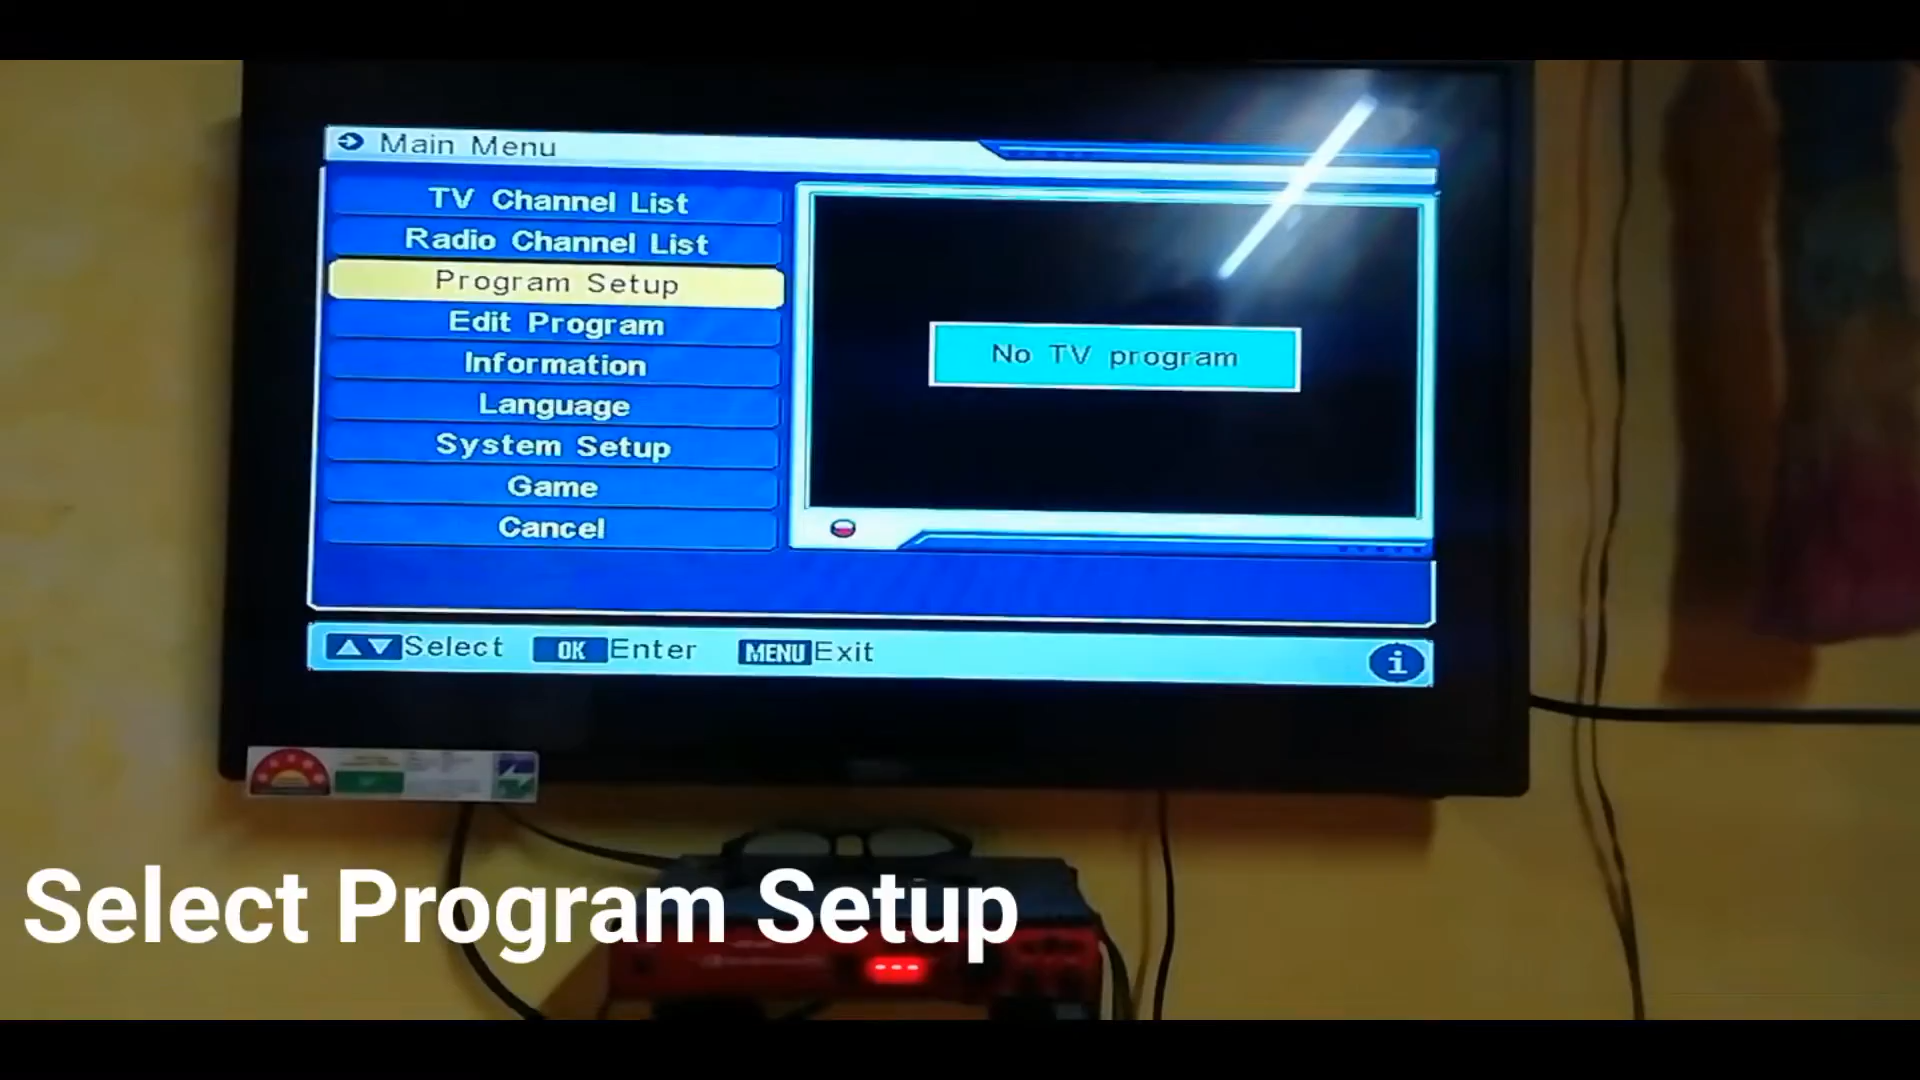 Main Menu
TV Channel List
Radio Channel List
Program Setup
Edit Program
Information
Language
System Setup
Game
Cancel
No TV program
Select OK Enter MENU Exit i
Select Program Setup